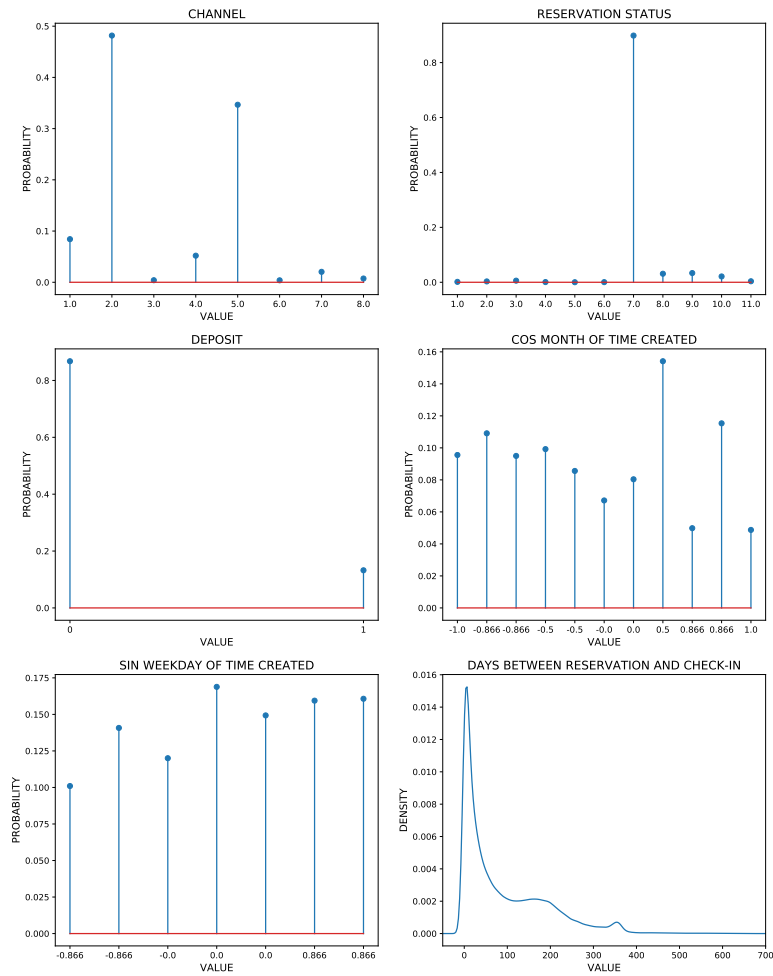 CHANNEL
0.5
0.4
0.3
0.2
0.1
0.0
PROBABILITY
1.0 2.0 3.0 4.0 5.0 6.0 7.0 8.0
VALUE
RESERVATION STATUS
0.8
0.6
0.4
0.2
0.0
PROBABILITY
1.0 2.0 3.0 4.0 5.0 6.0 7.0 8.0 9.0 10.0 11.0
VALUE
DEPOSIT
0.8
0.6
0.4
0.2
0.0
PROBABILITY
0 1
VALUE
COS MONTH OF TIME CREATED
0.16
0.14
0.12
0.10
0.08
0.06
0.04
0.02
0.00
PROBABILITY
-1.0 -0.866 -0.866 -0.5 -0.5 -0.0 0.0 0.5 0.866 0.866 1.0
VALUE
SIN WEEKDAY OF TIME CREATED
0.175
0.150
0.125
0.100
0.075
0.050
0.025
0.000
PROBABILITY
-0.866 -0.866 -0.0 0.0 0.0 0.866 0.866
VALUE
DAYS BETWEEN RESERVATION AND CHECK-IN
0.016
0.014
0.012
0.010
0.008
0.006
0.004
0.002
0.000
DENSITY
0 100 200 300 400 500 600 700
VALUE